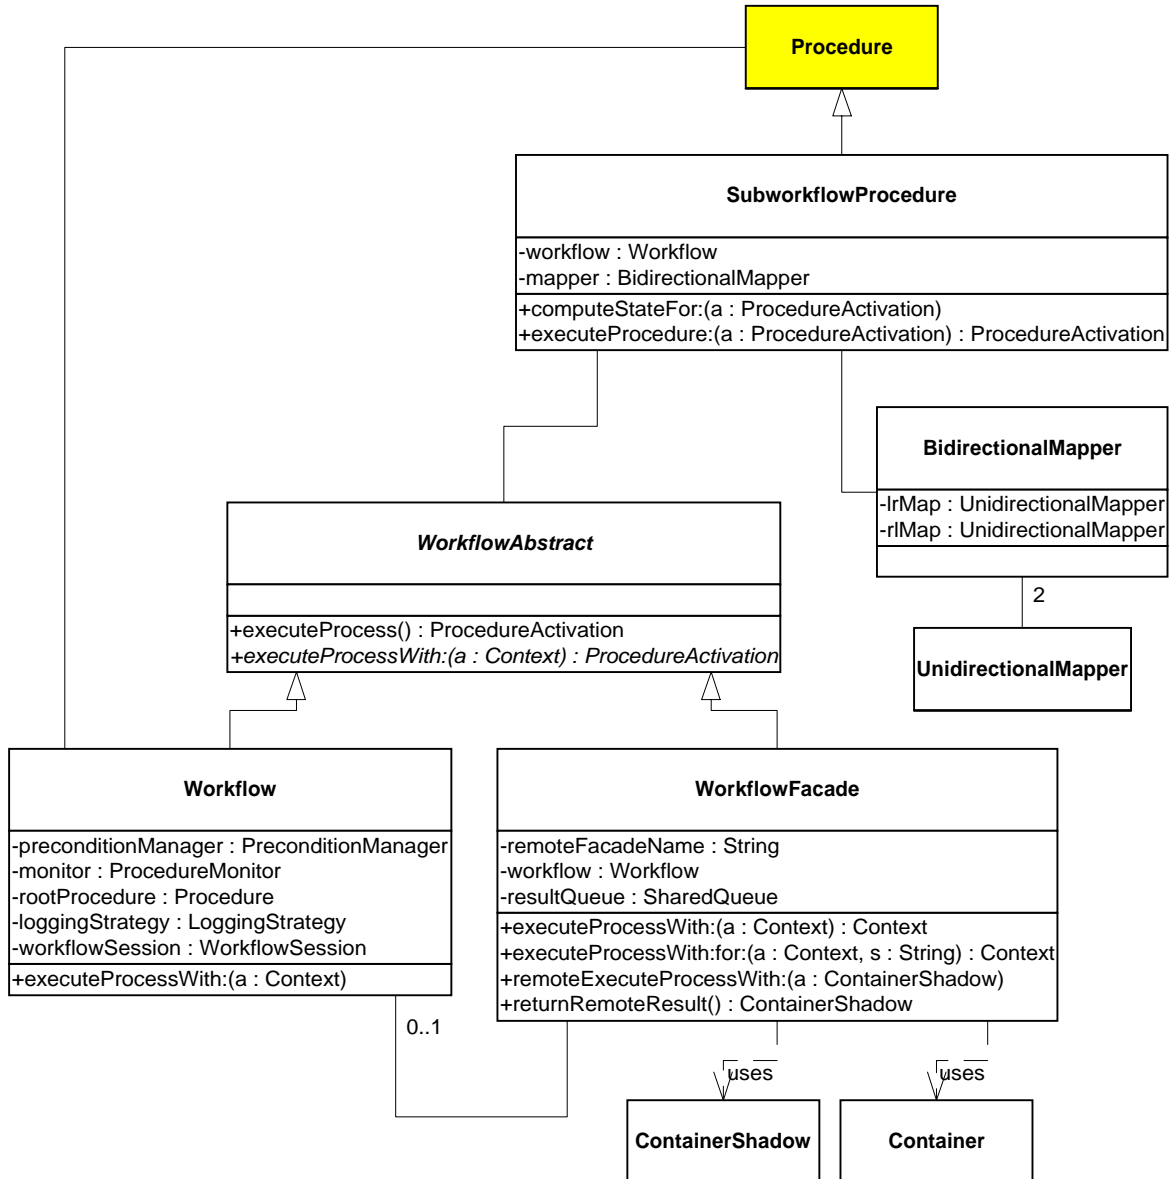 Procedure
SubworkflowProcedure
-workflow : Workflow
-mapper : BidirectionalMapper
+computeStateFor:(a : ProcedureActivation)
+executeProcedure:(a : ProcedureActivation) : ProcedureActivation
BidirectionalMapper
-lrMap : UnidirectionalMapper
-rlMap : UnidirectionalMapper
WorkflowAbstract
+executeProcess() : ProcedureActivation
+executeProcessWith:(a : Context) : ProcedureActivation
2
UnidirectionalMapper
Workflow
-preconditionManager : PreconditionManager
-monitor : ProcedureMonitor
-rootProcedure : Procedure
-loggingStrategy : LoggingStrategy
-workflowSession : WorkflowSession
+executeProcessWith:(a : Context)
WorkflowFacade
-remoteFacadeName : String
-workflow : Workflow
-resultQueue : SharedQueue
+executeProcessWith:(a : Context) : Context
+executeProcessWith:for:(a : Context, s : String) : Context
+remoteExecuteProcessWith:(a : ContainerShadow)
+returnRemoteResult() : ContainerShadow
0..1
uses
uses
ContainerShadow
Container